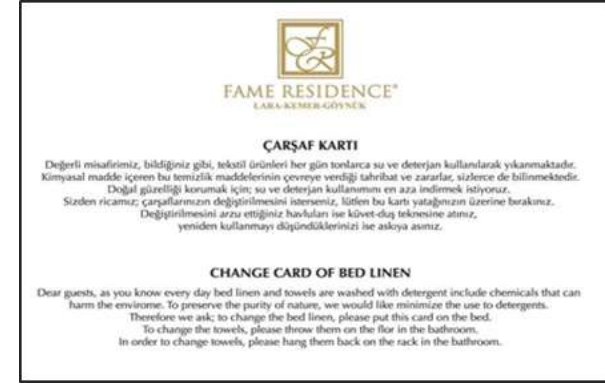 FAME RESIDENCE®
LARA-KEMER-GÖYNÜK
ÇARŞAF KARTI
Değerli misafirimiz, bildiğiniz gibi, tekstil ürünleri her gün tonlarca su ve deterjan kullanılarak yıkanmaktadır.
Kimyasal madde içeren bu temizlik maddelerinin çevreye verdiği tahribat ve zararlar, sizlerce de bilinmektedir.
Doğal güzelliği korumak için; su ve deterjan kullanımını en aza indirmek istiyoruz.
Sizden ricamız; çarşaflarınızın değiştirilmesini isterseniz, lütfen bu kartı yatağınızın üzerine bırakınız.
Değiştirilmesini arzu ettiğiniz havluları ise küvet-duş teknesine atınız,
yeniden kullanmayı düşündüklerinizi ise askıya asınız.
CHANGE CARD OF BED LINEN
Dear guests, as you know every day bed linen and towels are washed with detergent include chemicals that can
harm the envirome. To preserve the purity of nature, we would like minimize the use to detergents.
Therefore we ask; to change the bed linen, please put this card on the bed.
To change the towels, please throw them on the flor in the bathroom.
In order to change towels, please hang them back on the rack in the bathroom.